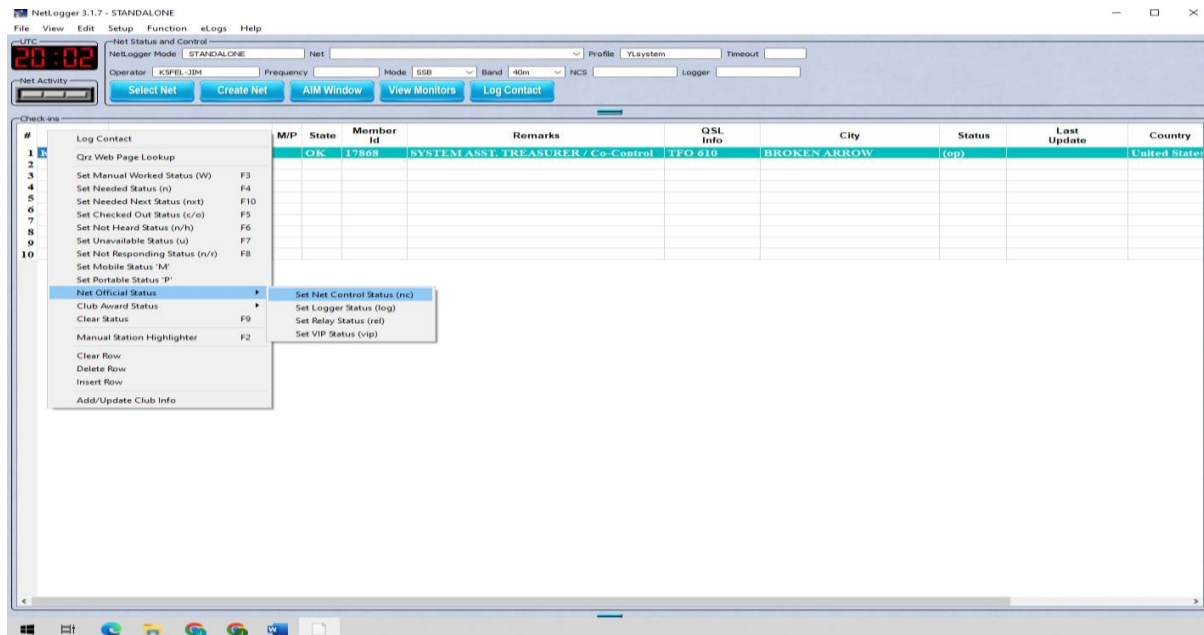 NetLogger 3.1.7 - STANDALONE
File View Edit Setup Function eLogs Help
UTC
20:02
Net Status and Control
NetLogger Mode STANDALONE Net Profile YLsystem Timeout
Operator K5FEL-JIM Frequency Mode SSB Band 40m NCS Logger
Net Activity
Select Net Create Net AIM Window View Monitors Log Contact
Check-ins
# M/P State Member Id Remarks QSL Info City Status Last Update Country
1 K OK 17868 SYSTEM ASST. TREASURER / Co-Control TFO 610 BROKEN ARROW (op) United States
2
3
4
5
6
7
8
9
10
Log Contact
Qrz Web Page Lookup
Set Manual Worked Status (W) F3
Set Needed Status (n) F4
Set Needed Next Status (nxt) F10
Set Checked Out Status (c/o) F5
Set Not Heard Status (n/h) F6
Set Unavailable Status (u) F7
Set Not Responding Status (n/r) F8
Set Mobile Status 'M'
Set Portable Status 'P'
Net Official Status
Club Award Status
Clear Status F9
Manual Station Highlighter F2
Clear Row
Delete Row
Insert Row
Add/Update Club Info
Set Net Control Status (nc)
Set Logger Status (log)
Set Relay Status (rel)
Set VIP Status (vip)